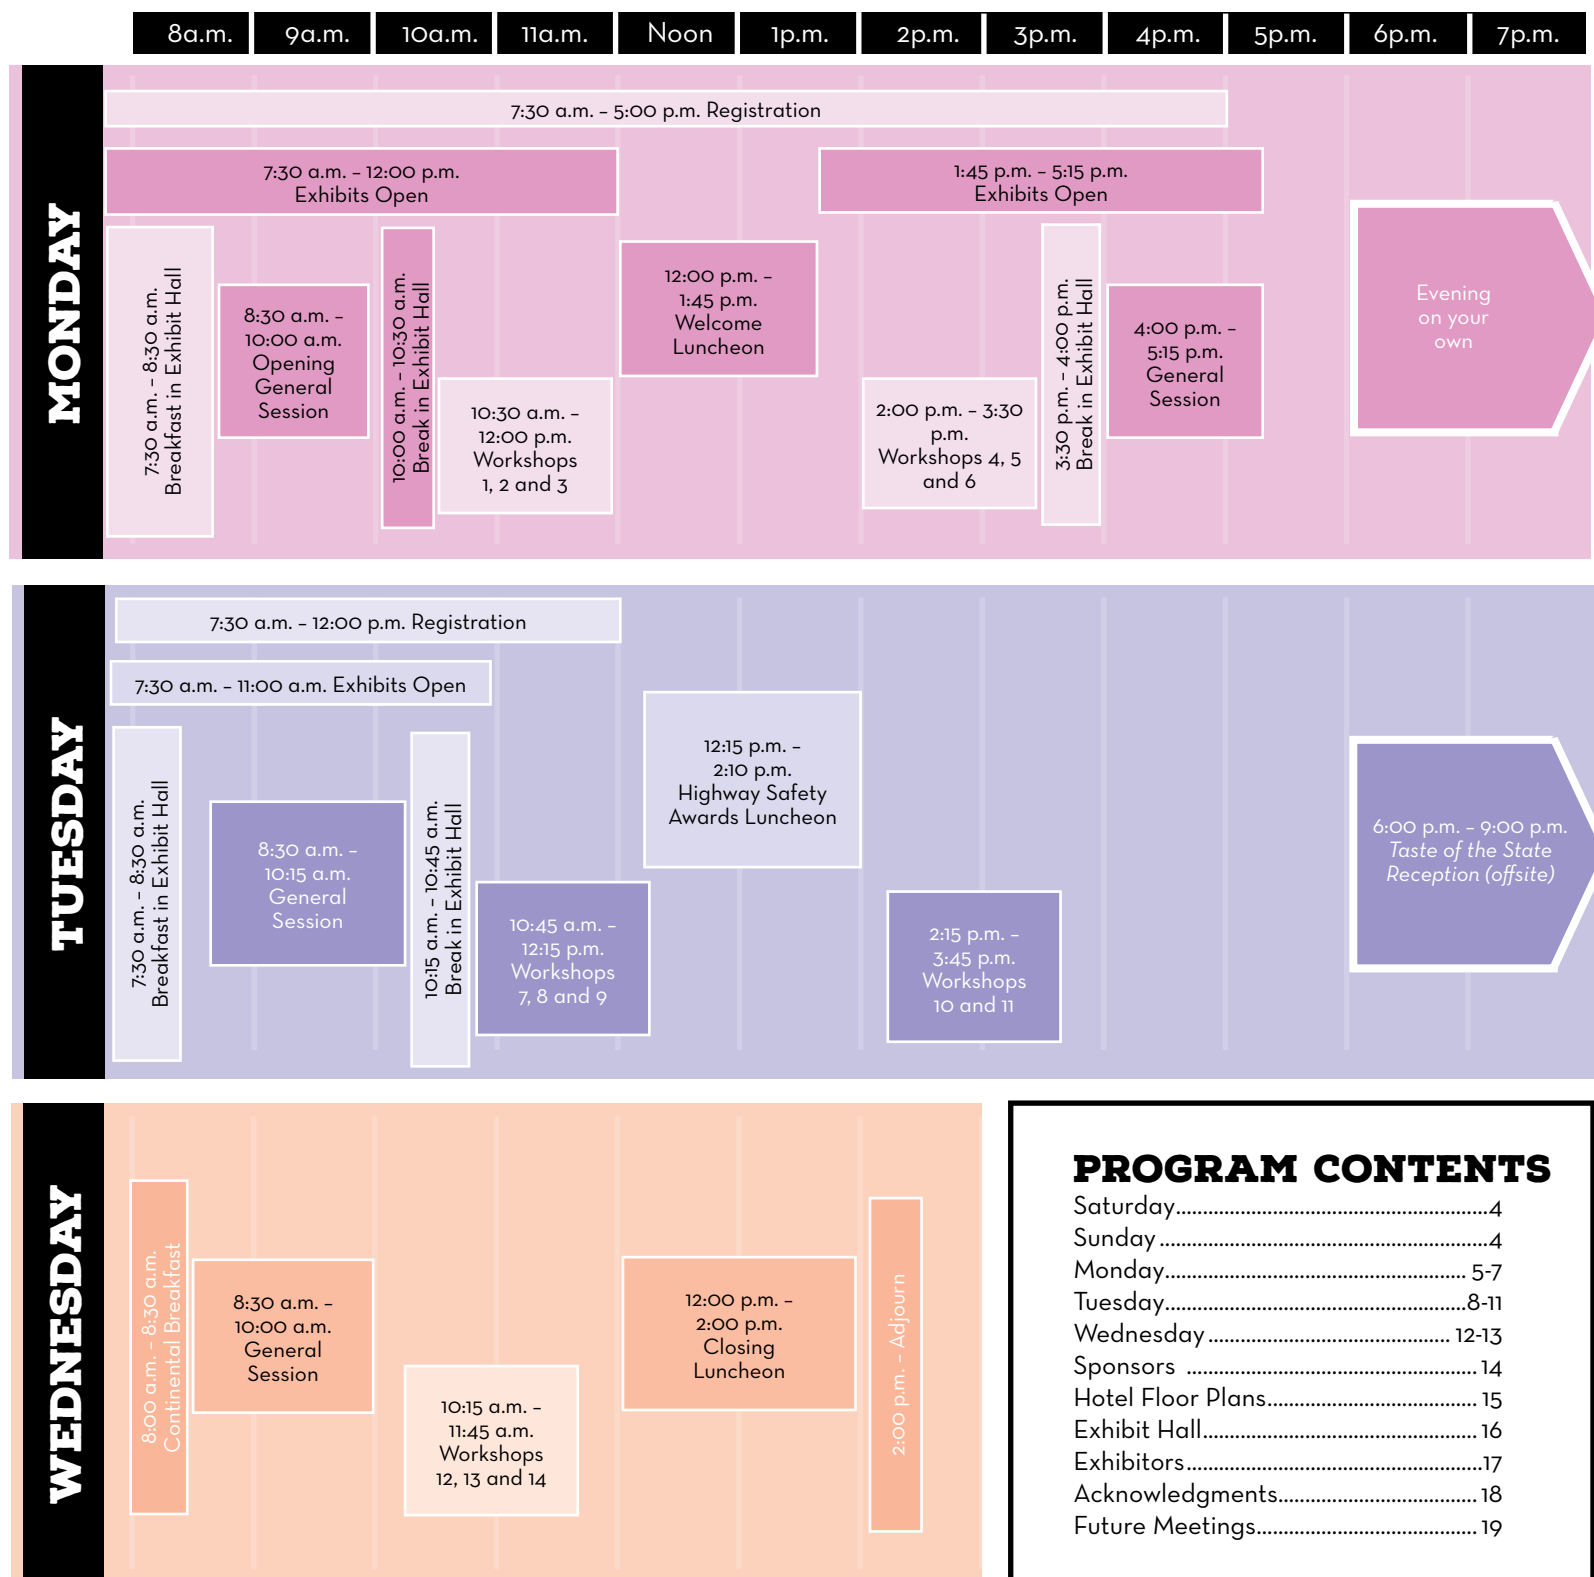 8a.m. 9a.m. 10a.m. 11a.m. Noon 1p.m. 2p.m. 3p.m. 4p.m. 5p.m. 6p.m. 7p.m.
MONDAY
7:30 a.m. – 5:00 p.m. Registration
7:30 a.m. – 12:00 p.m.
Exhibits Open
1:45 p.m. – 5:15 p.m.
Exhibits Open
7:30 a.m. – 8:30 a.m.
Breakfast in Exhibit Hall
8:30 a.m. –
10:00 a.m.
Opening
General
Session
10:00 a.m. – 10:30 a.m.
Break in Exhibit Hall
10:30 a.m. –
12:00 p.m.
Workshops
1, 2 and 3
12:00 p.m. –
1:45 p.m.
Welcome
Luncheon
2:00 p.m. – 3:30
p.m.
Workshops 4, 5
and 6
3:30 p.m. – 4:00 p.m.
Break in Exhibit Hall
4:00 p.m. –
5:15 p.m.
General
Session
Evening
on your
own
TUESDAY
7:30 a.m. – 12:00 p.m. Registration
7:30 a.m. – 11:00 a.m. Exhibits Open
7:30 a.m. – 8:30 a.m.
Breakfast in Exhibit Hall
8:30 a.m. –
10:15 a.m.
General
Session
10:15 a.m. – 10:45 a.m.
Break in Exhibit Hall
10:45 a.m. –
12:15 p.m.
Workshops
7, 8 and 9
12:15 p.m. –
2:10 p.m.
Highway Safety
Awards Luncheon
2:15 p.m. –
3:45 p.m.
Workshops
10 and 11
6:00 p.m. – 9:00 p.m.
Taste of the State
Reception (offsite)
WEDNESDAY
8:00 a.m. – 8:30 a.m.
Continental Breakfast
8:30 a.m. –
10:00 a.m.
General
Session
10:15 a.m. –
11:45 a.m.
Workshops
12, 13 and 14
12:00 p.m. –
2:00 p.m.
Closing
Luncheon
2:00 p.m. – Adjourn
PROGRAM CONTENTS
Saturday....................................................4
Sunday.......................................................4
Monday.................................................. 5-7
Tuesday..................................................8-11
Wednesday........................................ 12-13
Sponsors ................................................ 14
Hotel Floor Plans................................... 15
Exhibit Hall.............................................. 16
Exhibitors.................................................17
Acknowledgments................................. 18
Future Meetings..................................... 19